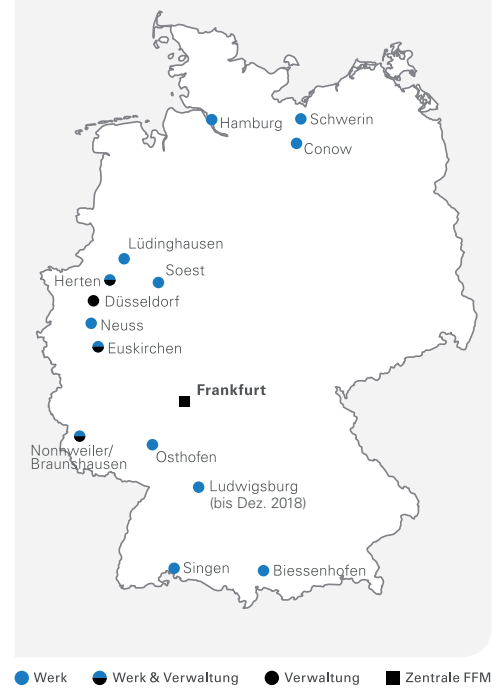 Hamburg
Schwerin
Conow
Lüdinghausen
Soest
Herten
Düsseldorf
Neuss
Euskirchen
Frankfurt
Nonnweiler/
Braunshausen
Osthofen
Ludwigsburg
(bis Dez. 2018)
Singen
Biessenhofen
Werk
Werk & Verwaltung
Verwaltung
Zentrale FFM